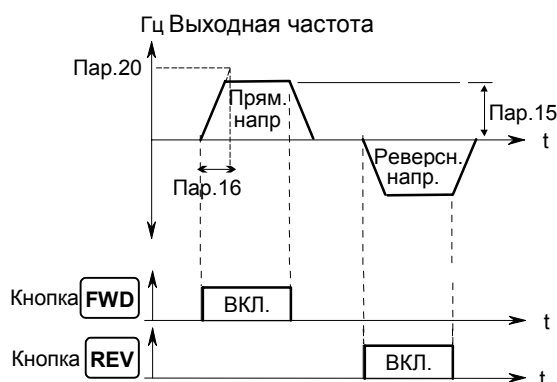 Гц Выходная частота
Пар.20
Прям.
напр
Пар.15
t
Реверсн.
напр.
Пар.16
Кнопка FWD
ВКЛ.
t
Кнопка REV
ВКЛ.
t